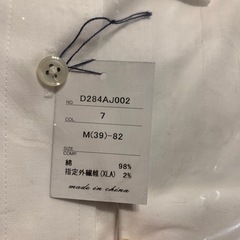 NO. D284AJ002
COL. 7
M(39)-82
SIZE
COMP.
綿 98%
指定外繊維(XLA) 2%
made in china